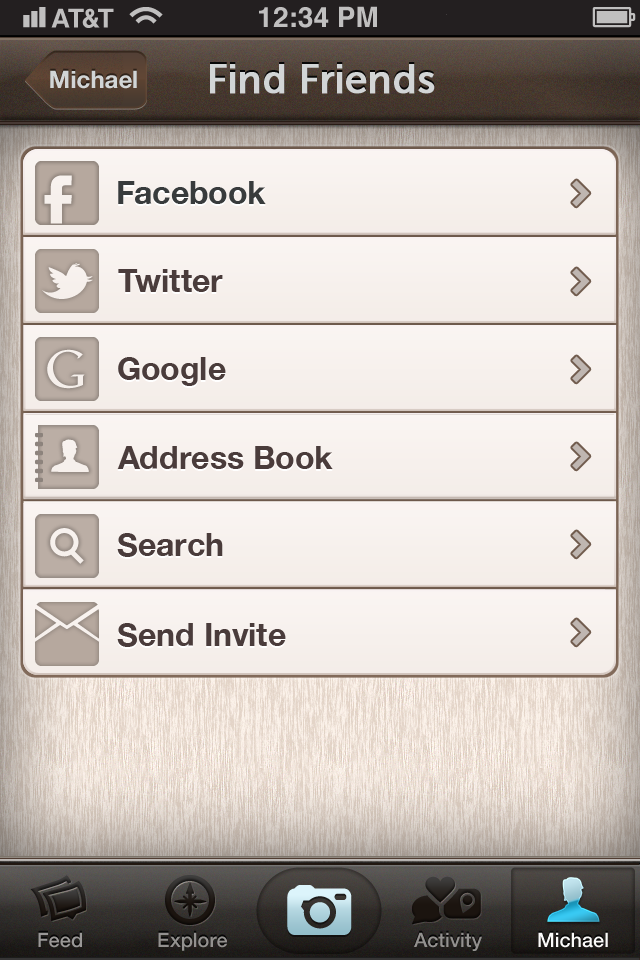 AT&T 12:34 PM
Michael Find Friends
Facebook
Twitter
Google
Address Book
Search
Send Invite
Feed Explore Activity Michael